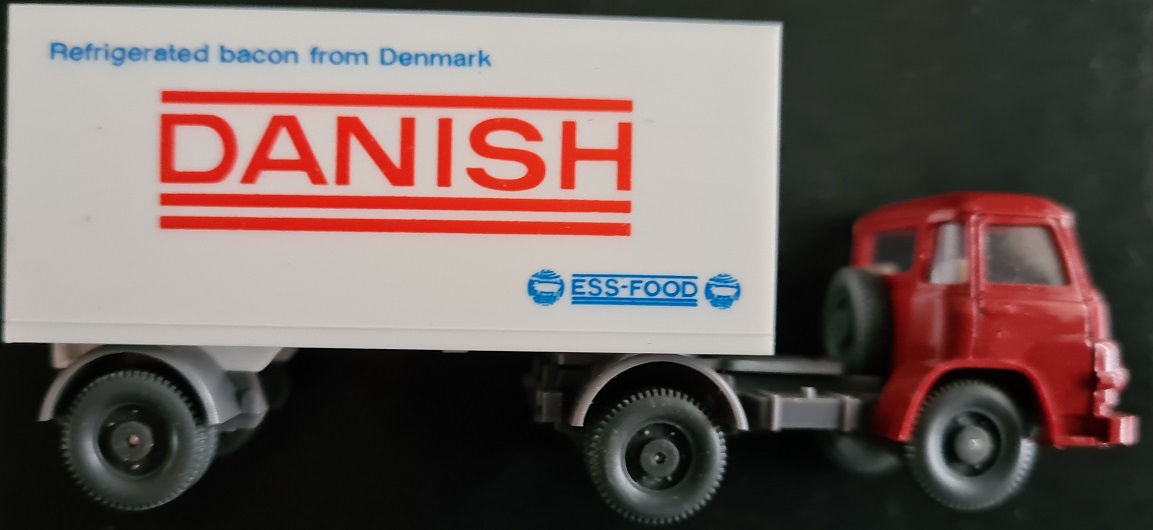 Refrigerated bacon from Denmark
DANISH
ESS-FOOD